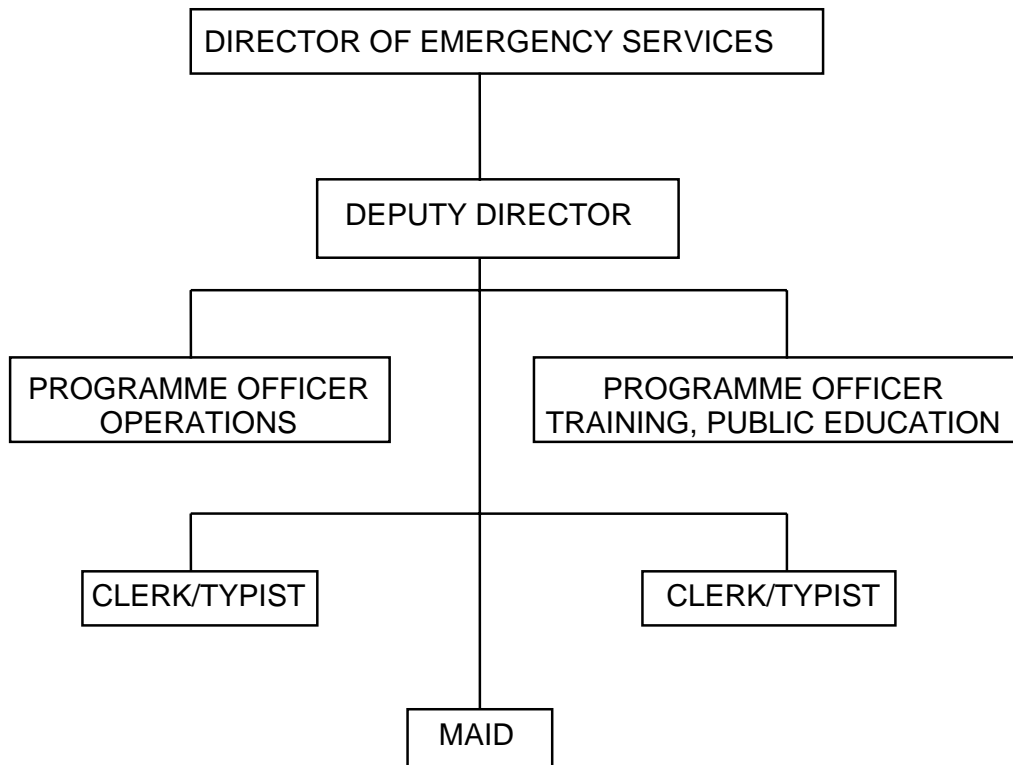 DIRECTOR OF EMERGENCY SERVICES
DEPUTY DIRECTOR
PROGRAMME OFFICER
OPERATIONS
PROGRAMME OFFICER
TRAINING, PUBLIC EDUCATION
CLERK/TYPIST
CLERK/TYPIST
MAID